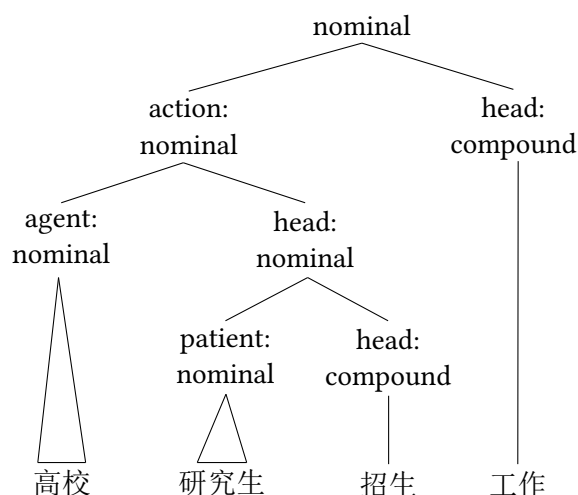 nominal
action:
nominal
head:
compound
agent:
nominal
head:
nominal
patient:
nominal
head:
compound
高校 研究生 招生 工作